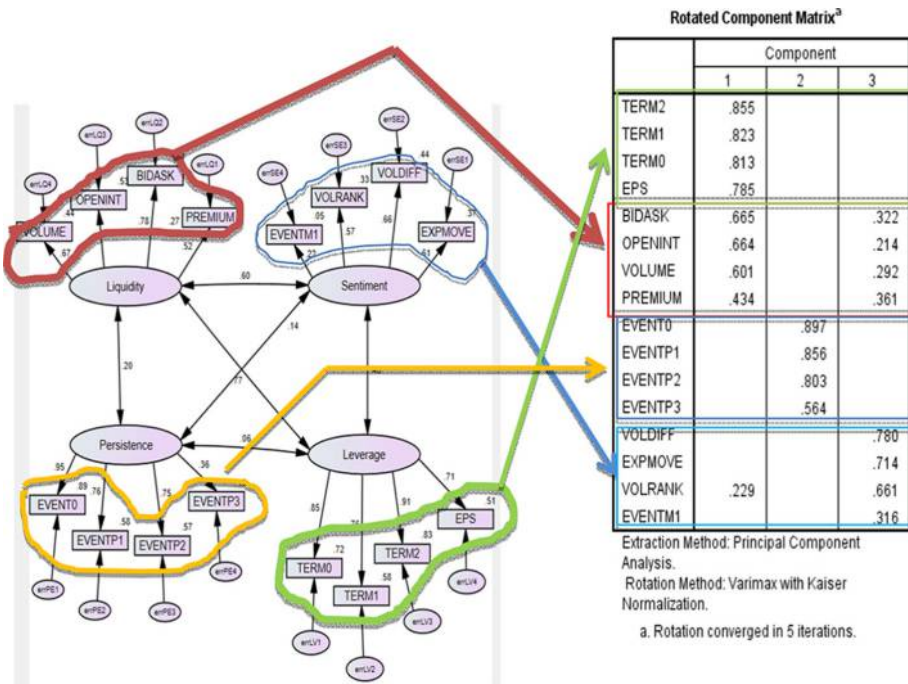 Rotated Component Matrixa
Component
1 2 3
TERM2 .855
TERM1 .823
TERM0 .813
EPS .785
BIDASK .665 .322
OPENINT .664 .214
VOLUME .601 .292
PREMIUM .434 .361
EVENT0 .897
EVENTP1 .856
EVENTP2 .803
EVENTP3 .564
VOLDIFF .780
EXPMOVE .714
VOLRANK .229 .661
EVENTM1 .316
Extraction Method: Principal Component
Analysis.
Rotation Method: Varimax with Kaiser
Normalization.
a. Rotation converged in 5 iterations.
errLQ2
errSE2
errLQ3
errSE3
errLQ1
errSE1
errLQ4
errSE4
BIDASK
VOLDIFF
.44
OPENINT
VOLRANK
.33
PREMIUM
VOLUME
.44
EVENTM1
.05
EXPMOVE
.37
.67
.78
.27
.52
.23
.57
.66
.61
Liquidity
.60
Sentiment
.14
.20
.77
Persistence
.06
Leverage
.95
.76
.75
.36
.85
.91
.71
EVENT0
.89
EVENTP1
.58
EVENTP2
.57
EVENTP3
TERM0
.72
TERM1
.58
TERM2
.83
EPS
.51
errPE1
errPE2
errPE3
errPE4
errLV1
errLV2
errLV3
errLV4